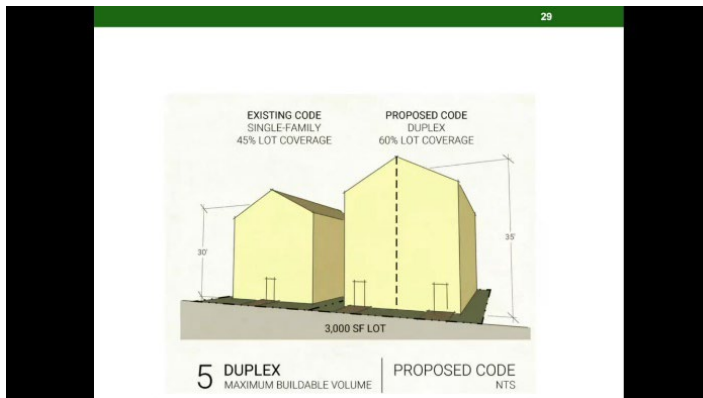 29
EXISTING CODE
SINGLE-FAMILY
45% LOT COVERAGE
PROPOSED CODE
DUPLEX
60% LOT COVERAGE
30'
35'
3,000 SF LOT
5 DUPLEX
MAXIMUM BUILDABLE VOLUME
PROPOSED CODE
NTS